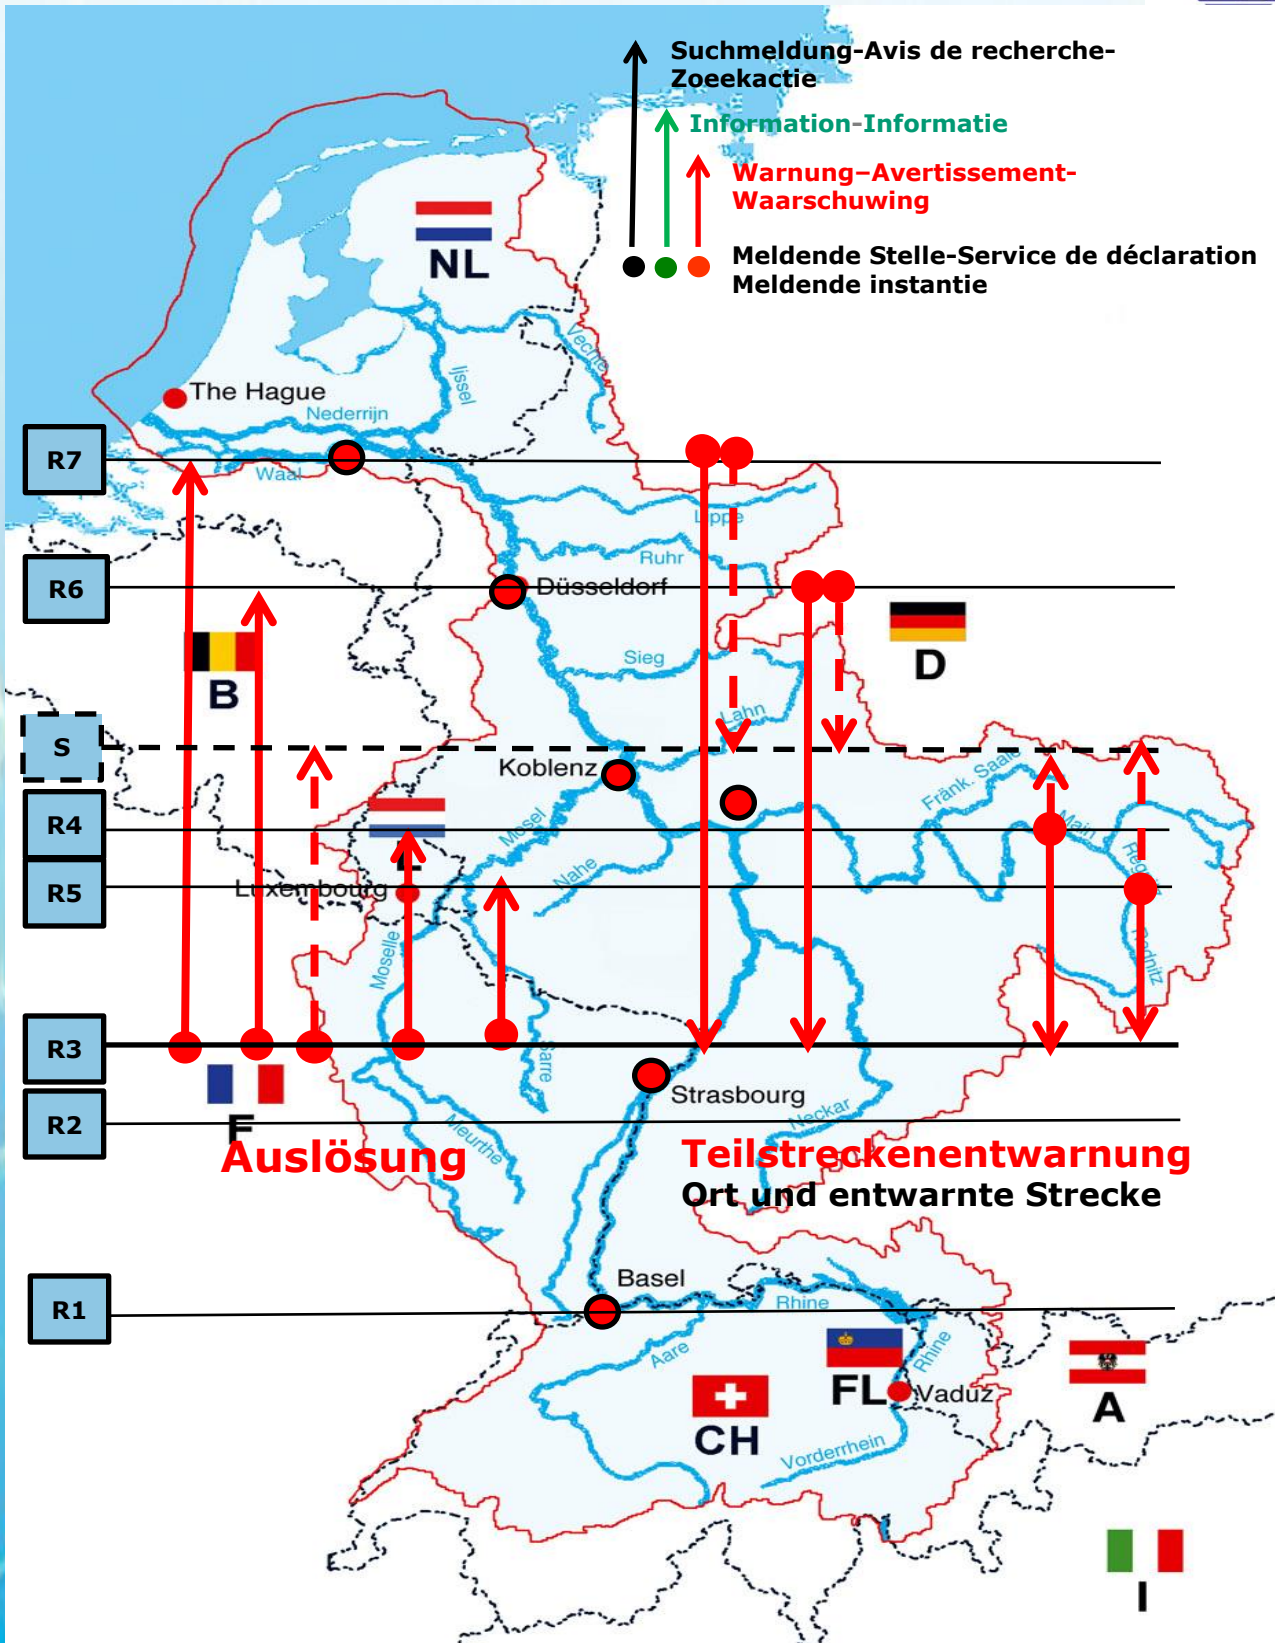 Suchmeldung-Avis de recherche-
Zoeekactie
Information-Informatie
Warnung–Avertissement-
Waarschuwing
Meldende Stelle-Service de déclaration
Meldende instantie
NL
Vechte
Ijssel
The Hague
Nederrijn
R7
Waal
Lippe
Ruhr
R6
Düsseldorf
B
D
Sieg
Lahn
S
Koblenz
Fränk. Saale
R4
Mosel
Main
Nahe
R5
Luxembourg
L
Moselle
Rednitz
R3
Sarre
F
Strasbourg
R2
Meurthe
Neckar
Auslösung
Teilstreckenentwarnung
Ort und entwarnte Strecke
R1
Basel
Rhine
Aare
Rhine
FL
Vaduz
A
CH
Vorderrhein
I